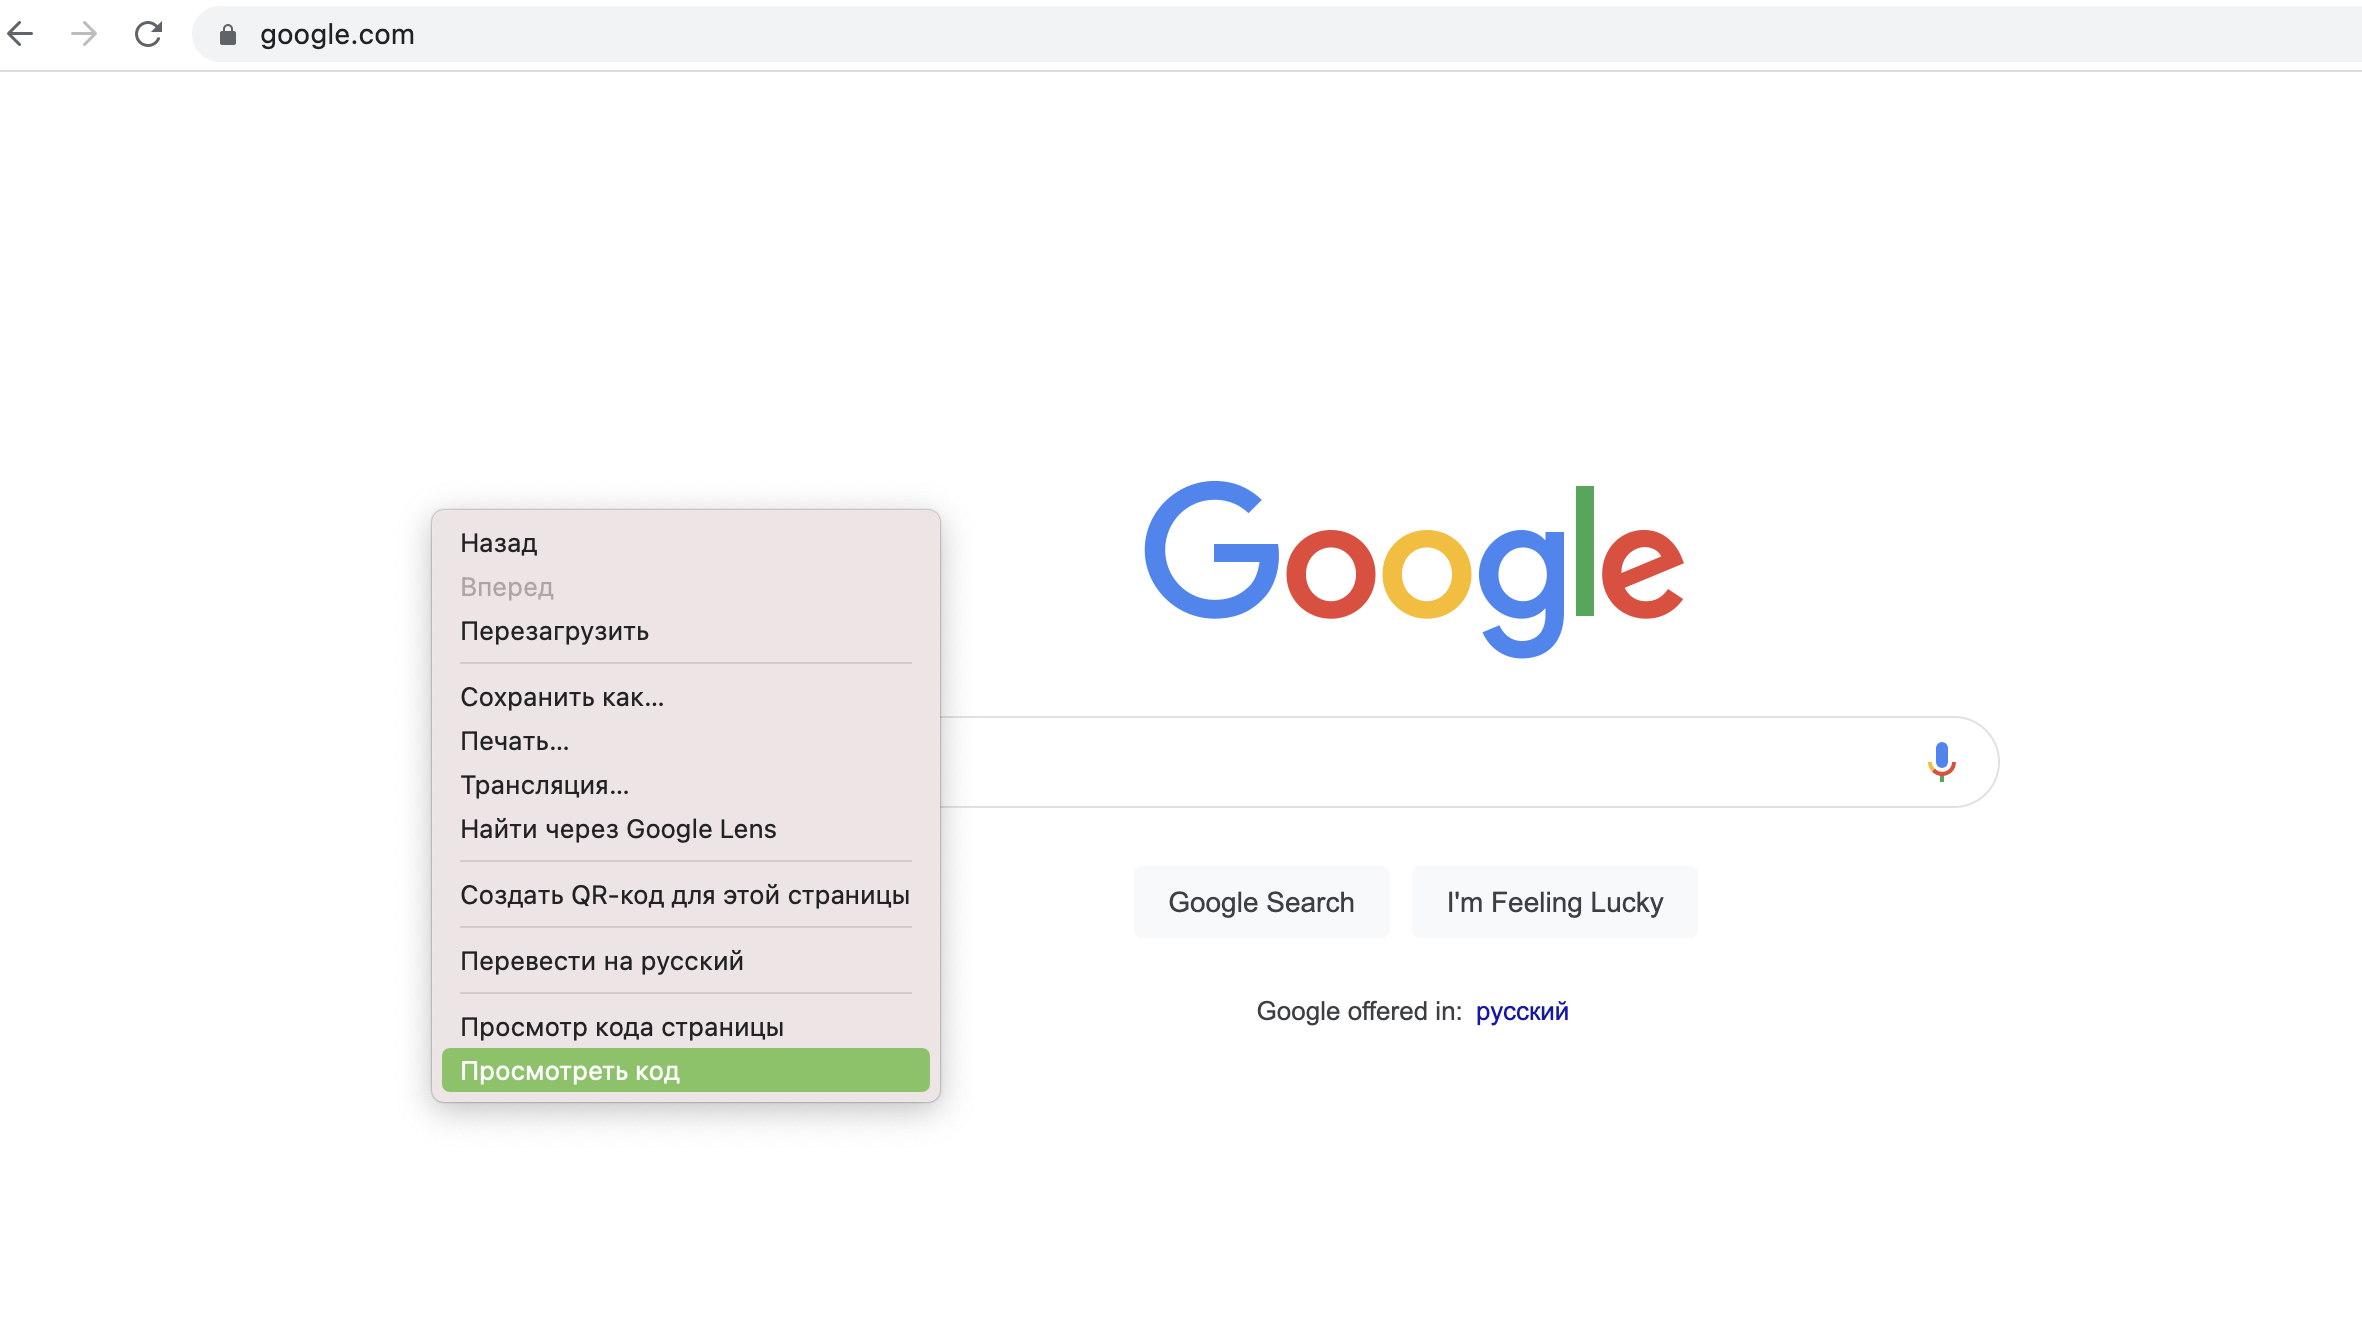 google.com
Google
Назад
Вперед
Перезагрузить
Сохранить как...
Печать...
Трансляция...
Найти через Google Lens
Создать QR-код для этой страницы
Перевести на русский
Просмотр кода страницы
Просмотреть код
Google Search
I'm Feeling Lucky
Google offered in: русский